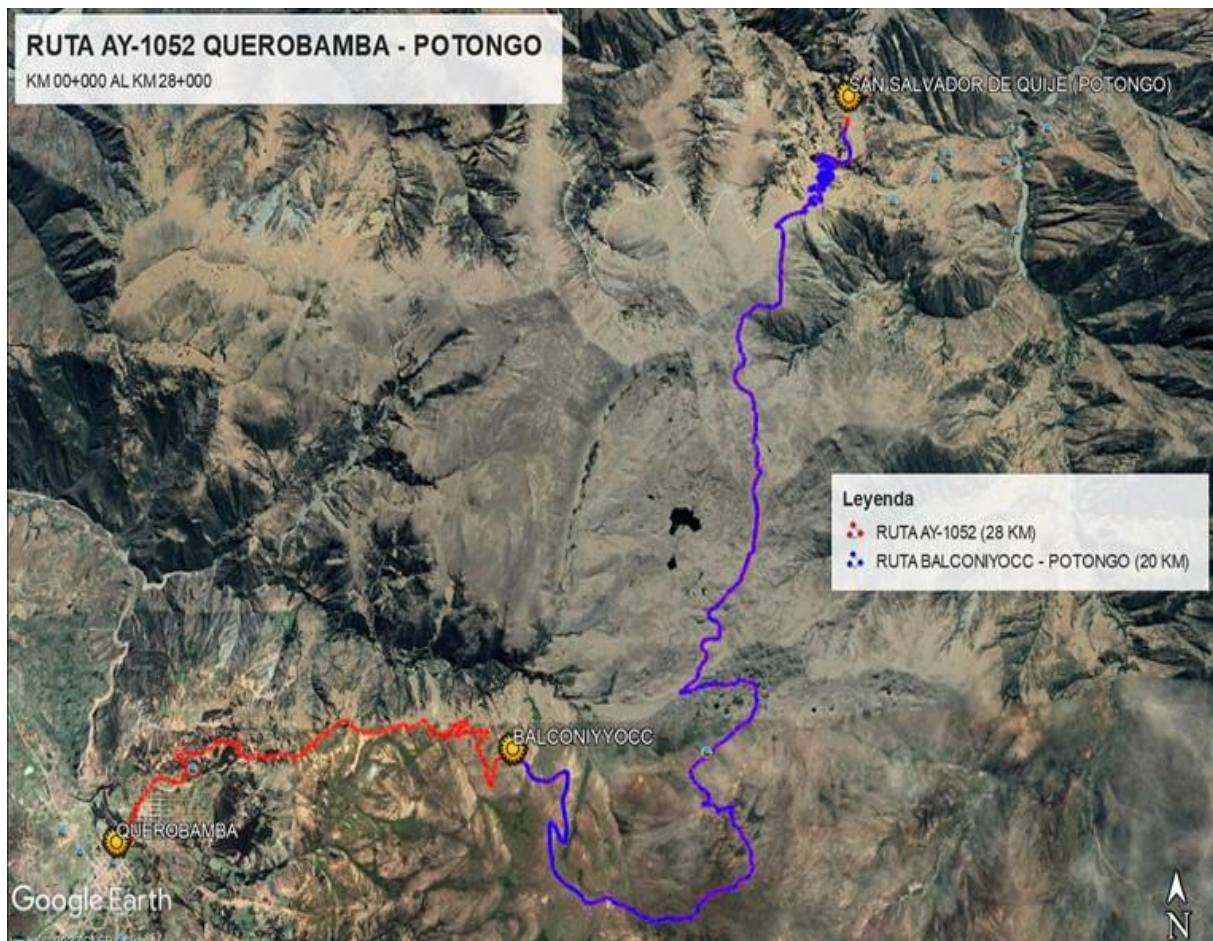 RUTA AY-1052 QUEROBAMBA - POTONGO
KM 00+000 AL KM 28+000
SAN SALVADOR DE QUIJE (POTONGO)
Leyenda
RUTA AY-1052 (28 KM)
RUTA BALCONIYOCC - POTONGO (20 KM)
BALCONIYYOCC
QUEROBAMBA
Google Earth
N